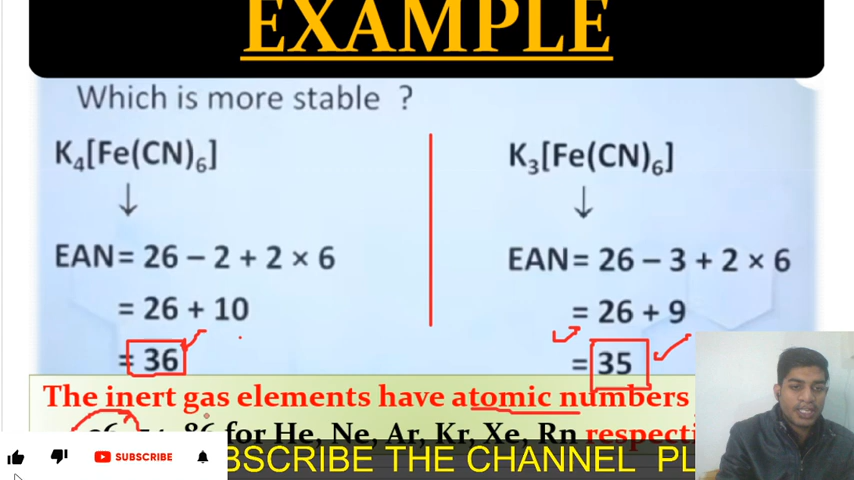 EXAMPLE
Which is more stable ?
K₄[Fe(CN)₆]
↓
EAN = 26 – 2 + 2 × 6
= 26 + 10
= 36
K₃[Fe(CN)₆]
↓
EAN = 26 – 3 + 2 × 6
= 26 + 9
= 35
The inert gas elements have atomic numbers
86 for He, Ne, Ar, Kr, Xe, Rn
SUBSCRIBE
THE CHANNEL